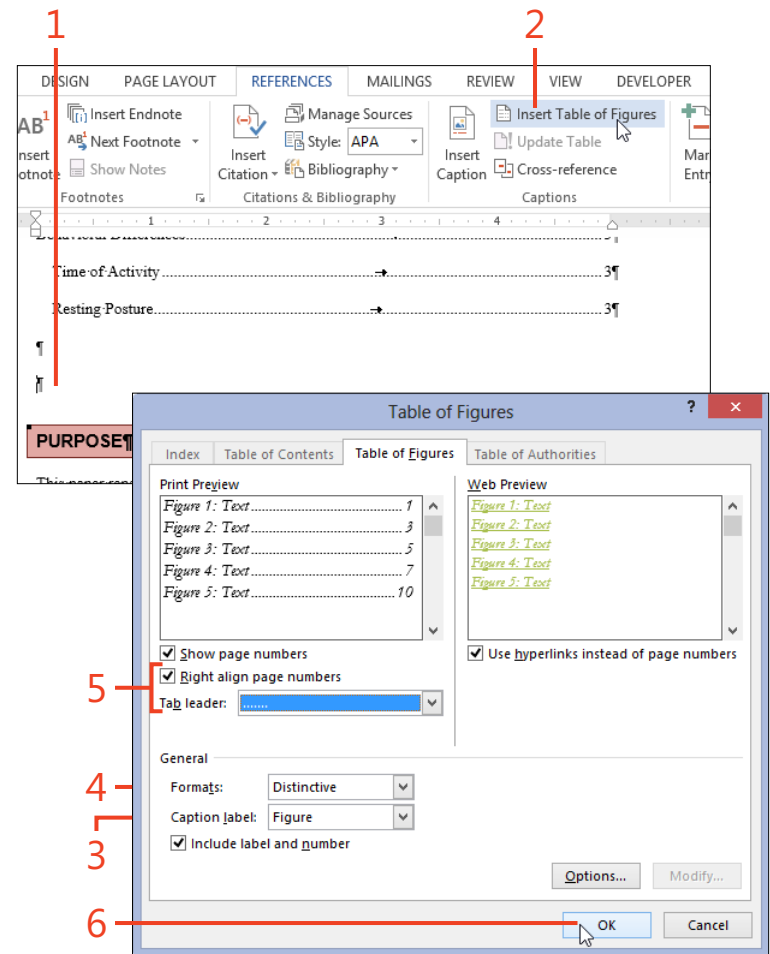 1
2
DESIGN PAGE LAYOUT REFERENCES MAILINGS REVIEW VIEW DEVELOPER
AB1 Insert Endnote Manage Sources Insert Table of Figures
AB1 Next Footnote Style: APA Update Table
Show Notes Insert Citation Bibliography Insert Caption Cross-reference
Footnotes Citations & Bibliography Captions
1 2 3 4
Time·of·Activity → 3¶
Resting·Posture → 3¶
¶
¶
PURPOSE¶
Table of Figures ? ×
Index Table of Contents Table of Figures Table of Authorities
Print Preview Web Preview
Figure 1: Text 1 Figure 1: Text
Figure 2: Text 3 Figure 2: Text
Figure 3: Text 5 Figure 3: Text
Figure 4: Text 7 Figure 4: Text
Figure 5: Text 10 Figure 5: Text
Show page numbers Use hyperlinks instead of page numbers
5 Right align page numbers
Tab leader: .......
General
4 Formats: Distinctive
3 Caption label: Figure
Include label and number
Options... Modify...
6 OK Cancel